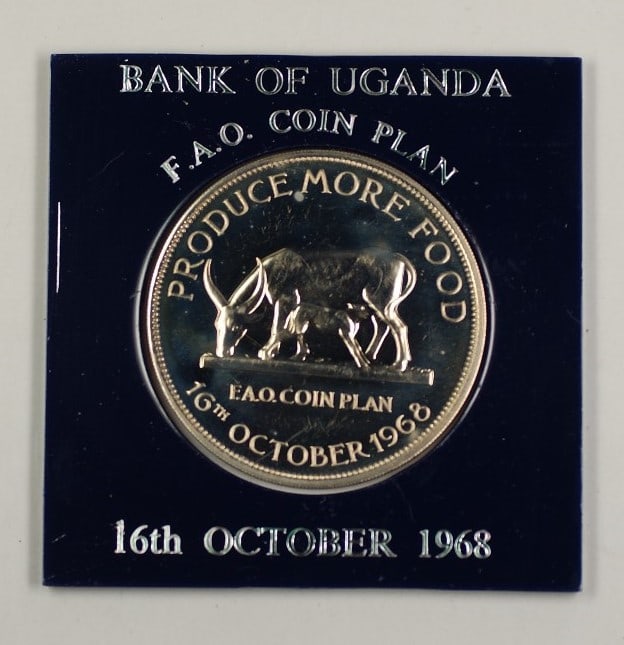 BANK OF UGANDA
F.A.O. COIN PLAN
PRODUCE MORE FOOD
F.A.O. COIN PLAN
16TH OCTOBER 1968
16th OCTOBER 1968